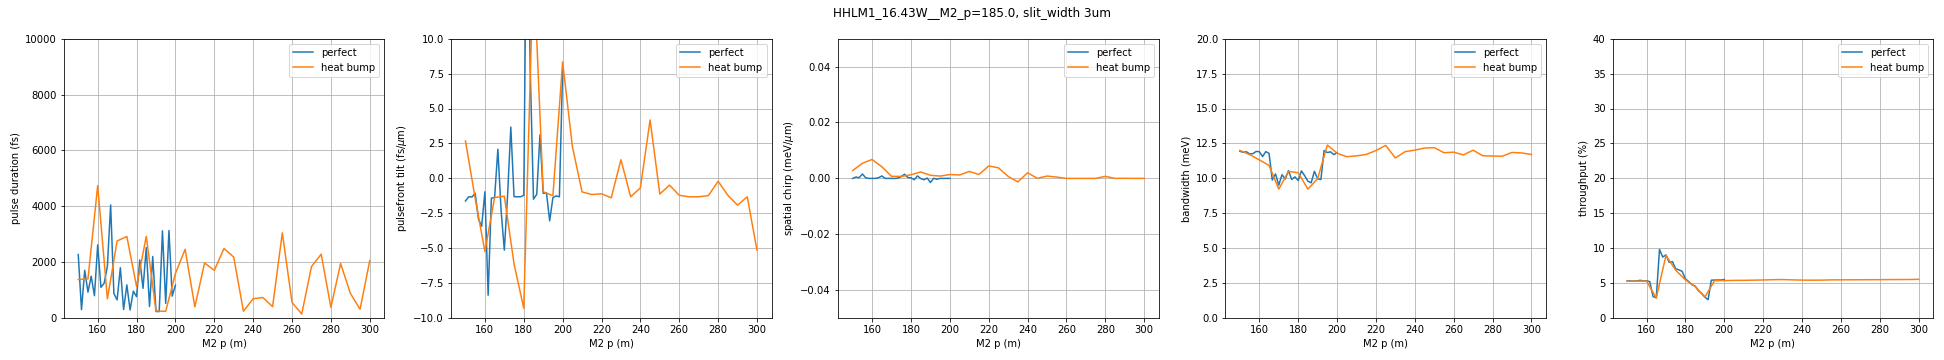 HHLM1_16.43W__M2_p=185.0, slit_width 3um
pulse duration (fs)
10000
8000
6000
4000
2000
0
160 180 200 220 240 260 280 300
M2 p (m)
perfect
heat bump
pulsefront tilt (fs/μm)
10.0
7.5
5.0
2.5
0.0
−2.5
−5.0
−7.5
−10.0
160 180 200 220 240 260 280 300
M2 p (m)
perfect
heat bump
spatial chirp (meV/μm)
0.04
0.02
0.00
−0.02
−0.04
160 180 200 220 240 260 280 300
M2 p (m)
perfect
heat bump
bandwidth (meV)
20.0
17.5
15.0
12.5
10.0
7.5
5.0
2.5
0.0
160 180 200 220 240 260 280 300
M2 p (m)
perfect
heat bump
throughput (%)
40
35
30
25
20
15
10
5
0
160 180 200 220 240 260 280 300
M2 p (m)
perfect
heat bump